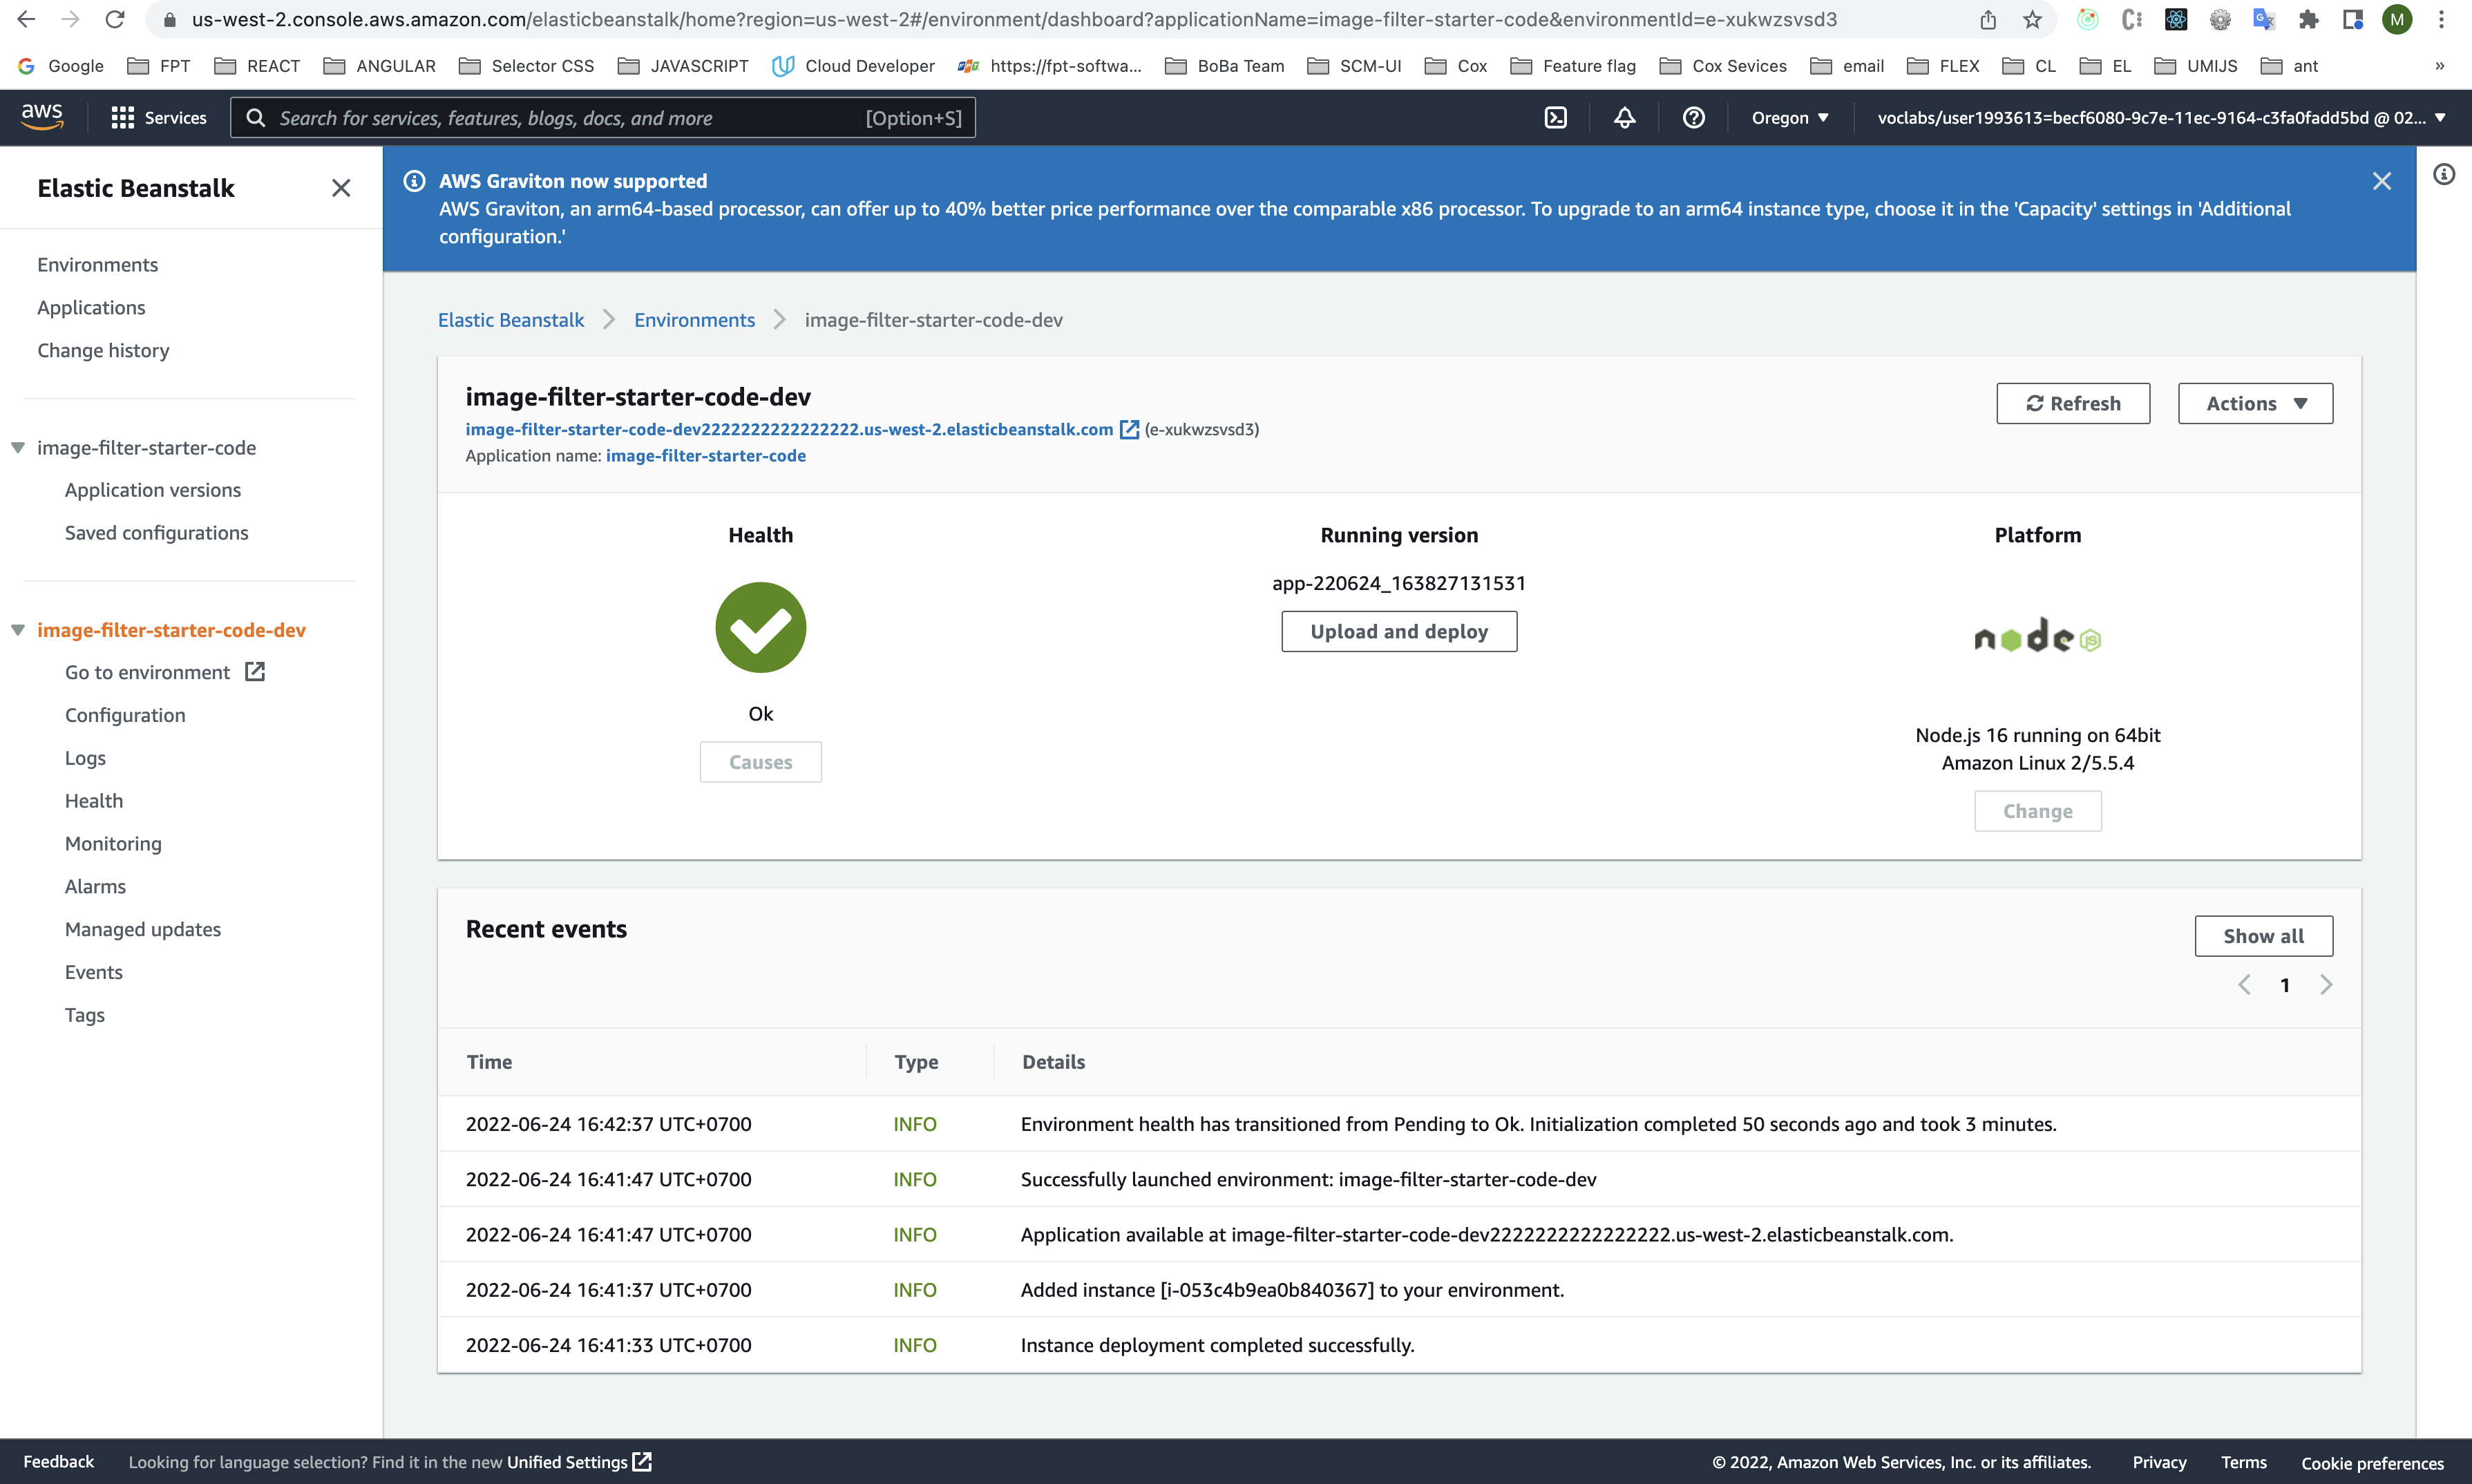 us-west-2.console.aws.amazon.com/elasticbeanstalk/home?region=us-west-2#/environment/dashboard?applicationName=image-filter-starter-code&environmentId=e-xukwzsvsd3
M
Google FPT REACT ANGULAR Selector CSS JAVASCRIPT Cloud Developer https://fpt-softwa... BoBa Team SCM-UI Cox Feature flag Cox Sevices email FLEX CL EL UMIJS ant »
aws Services Search for services, features, blogs, docs, and more [Option+S] Oregon voclabs/user1993613=becf6080-9c7e-11ec-9164-c3fa0fadd5bd @ 02...
Elastic Beanstalk
Environments
Applications
Change history
image-filter-starter-code
Application versions
Saved configurations
image-filter-starter-code-dev
Go to environment
Configuration
Logs
Health
Monitoring
Alarms
Managed updates
Events
Tags
AWS Graviton now supported
AWS Graviton, an arm64-based processor, can offer up to 40% better price performance over the comparable x86 processor. To upgrade to an arm64 instance type, choose it in the 'Capacity' settings in 'Additional
configuration.'
Elastic Beanstalk Environments image-filter-starter-code-dev
image-filter-starter-code-dev
Refresh Actions
image-filter-starter-code-dev2222222222222222.us-west-2.elasticbeanstalk.com (e-xukwzsvsd3)
Application name: image-filter-starter-code
Health
Ok
Causes
Running version
app-220624_163827131531
Upload and deploy
Platform
node JS
Node.js 16 running on 64bit
Amazon Linux 2/5.5.4
Change
Recent events
Show all
1
Time Type Details
2022-06-24 16:42:37 UTC+0700 INFO Environment health has transitioned from Pending to Ok. Initialization completed 50 seconds ago and took 3 minutes.
2022-06-24 16:41:47 UTC+0700 INFO Successfully launched environment: image-filter-starter-code-dev
2022-06-24 16:41:47 UTC+0700 INFO Application available at image-filter-starter-code-dev2222222222222222.us-west-2.elasticbeanstalk.com.
2022-06-24 16:41:37 UTC+0700 INFO Added instance [i-053c4b9ea0b840367] to your environment.
2022-06-24 16:41:33 UTC+0700 INFO Instance deployment completed successfully.
Feedback Looking for language selection? Find it in the new Unified Settings © 2022, Amazon Web Services, Inc. or its affiliates. Privacy Terms Cookie preferences